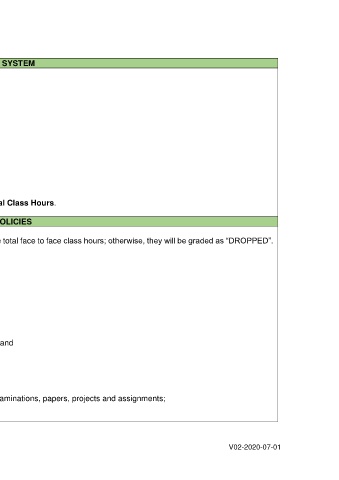 SYSTEM
al Class Hours.
OLICIES
total face to face class hours; otherwise, they will be graded as “DROPPED”.
and
aminations, papers, projects and assignments;
V02-2020-07-01